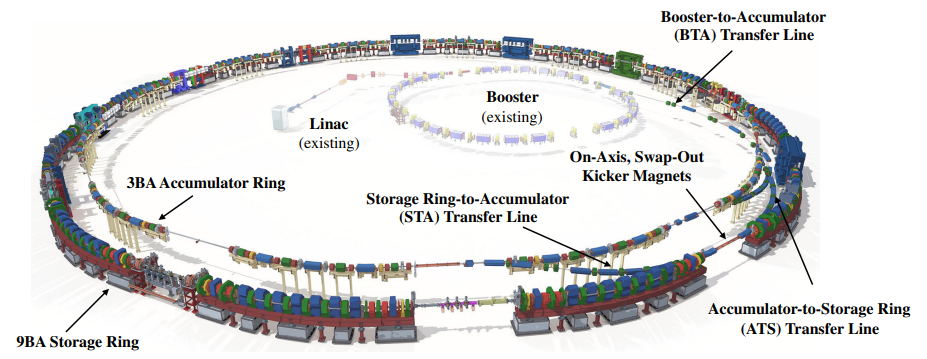 Booster-to-Accumulator
(BTA) Transfer Line
Booster
(existing)
Linac
(existing)
On-Axis, Swap-Out
Kicker Magnets
3BA Accumulator Ring
Storage Ring-to-Accumulator
(STA) Transfer Line
Accumulator-to-Storage Ring
(ATS) Transfer Line
9BA Storage Ring